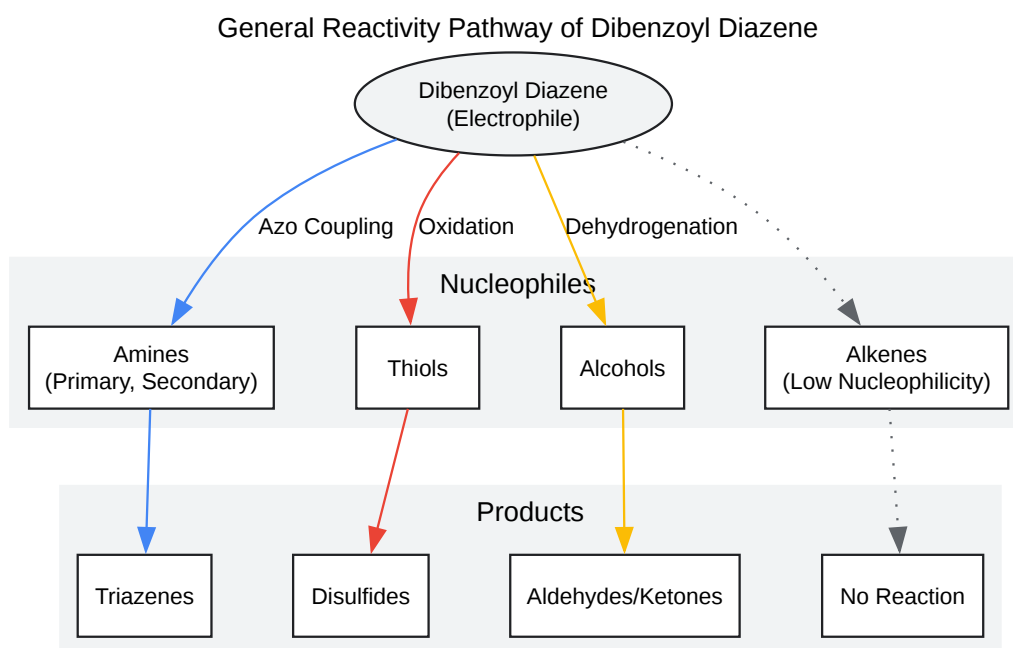 General Reactivity Pathway of Dibenzoyl Diazene
Dibenzoyl Diazene
(Electrophile)
Azo Coupling
Oxidation
Dehydrogenation
Nucleophiles
Amines
(Primary, Secondary)
Thiols
Alcohols
Alkenes
(Low Nucleophilicity)
Products
Triazenes
Disulfides
Aldehydes/Ketones
No Reaction